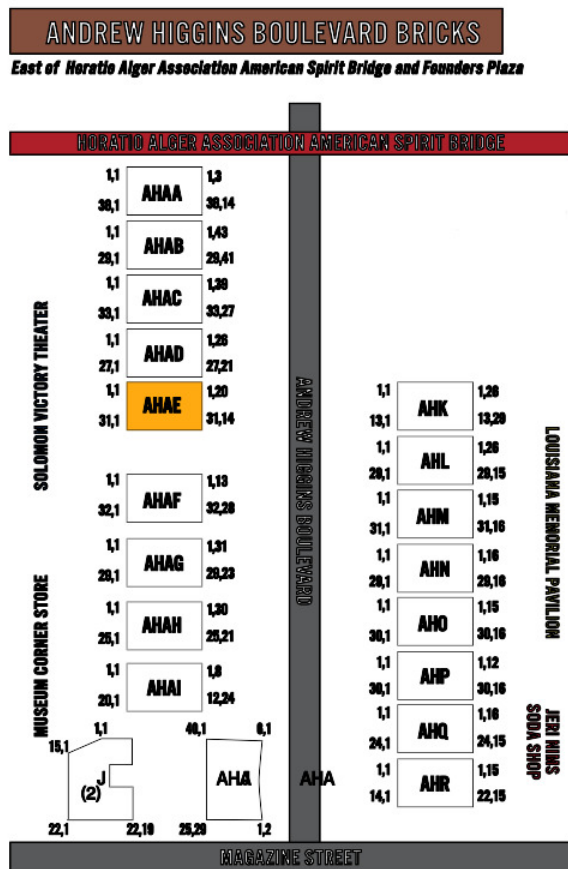 ANDREW HIGGINS BOULEVARD BRICKS
East of Horatio Alger Association American Spirit Bridge and Founders Plaza
HORATIO ALGER ASSOCIATION AMERICAN SPIRIT BRIDGE
SOLOMON VICTORY THEATER
MUSEUM CORNER STORE
1,1 AHAA 1,3
38,1 38,14
1,1 AHAB 1,43
29,1 29,41
1,1 AHAC 1,39
33,1 33,27
1,1 AHAD 1,26
27,1 27,21
1,1 AHAE 1,20
31,1 31,14
1,1 AHAF 1,13
32,1 32,28
1,1 AHAG 1,31
29,1 29,23
1,1 AHAH 1,30
25,1 25,21
1,1 AHAI 1,8
20,1 12,24
1,1
15,1
J
(2)
22,1 22,19
40,1 6,1
25,29 1,2
ANDREW HIGGINS BOULEVARD
AHA
1,1 AHK 1,26
13,1 13,29
1,1 AHL 1,26
29,1 29,15
1,1 AHM 1,15
31,1 31,16
1,1 AHN 1,16
29,1 29,16
1,1 AHO 1,15
30,1 30,16
1,1 AHP 1,12
30,1 30,16
1,1 AHQ 1,16
24,1 24,15
1,1 AHR 1,15
14,1 22,15
LOUISIANA MEMORIAL PAVILION
JERI NIMS
SODA SHOP
MAGAZINE STREET